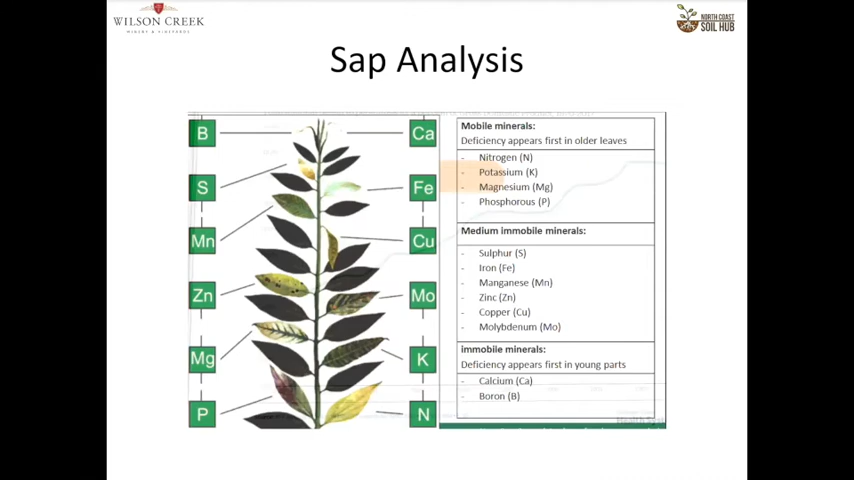 WILSON CREEK
WINERY & VINEYARDS
NORTH COAST
SOIL HUB
Sap Analysis
B
Ca
S
Fe
Mn
Cu
Zn
Mo
Mg
K
P
N
Mobile minerals:
Deficiency appears first in older leaves
- Nitrogen (N)
- Potassium (K)
- Magnesium (Mg)
- Phosphorous (P)
Medium immobile minerals:
- Sulphur (S)
- Iron (Fe)
- Manganese (Mn)
- Zinc (Zn)
- Copper (Cu)
- Molybdenum (Mo)
immobile minerals:
Deficiency appears first in young parts
- Calcium (Ca)
- Boron (B)